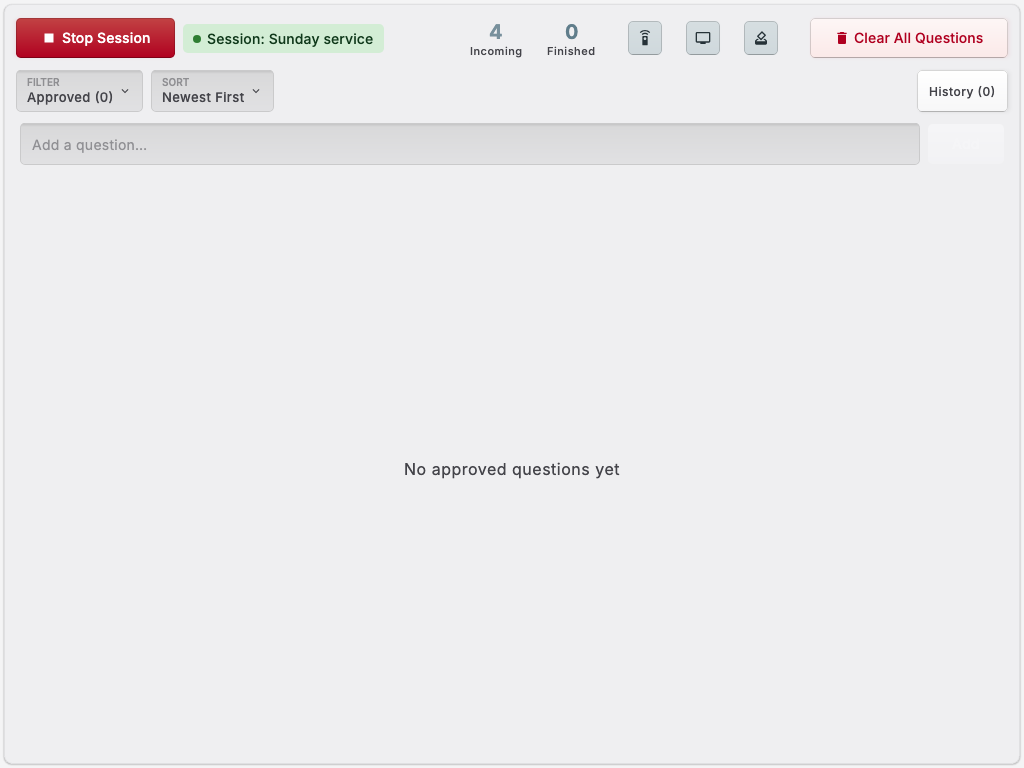 Stop Session
Session: Sunday service
4
Incoming
0
Finished
Clear All Questions
FILTER
Approved (0)
SORT
Newest First
History (0)
Add a question...
No approved questions yet